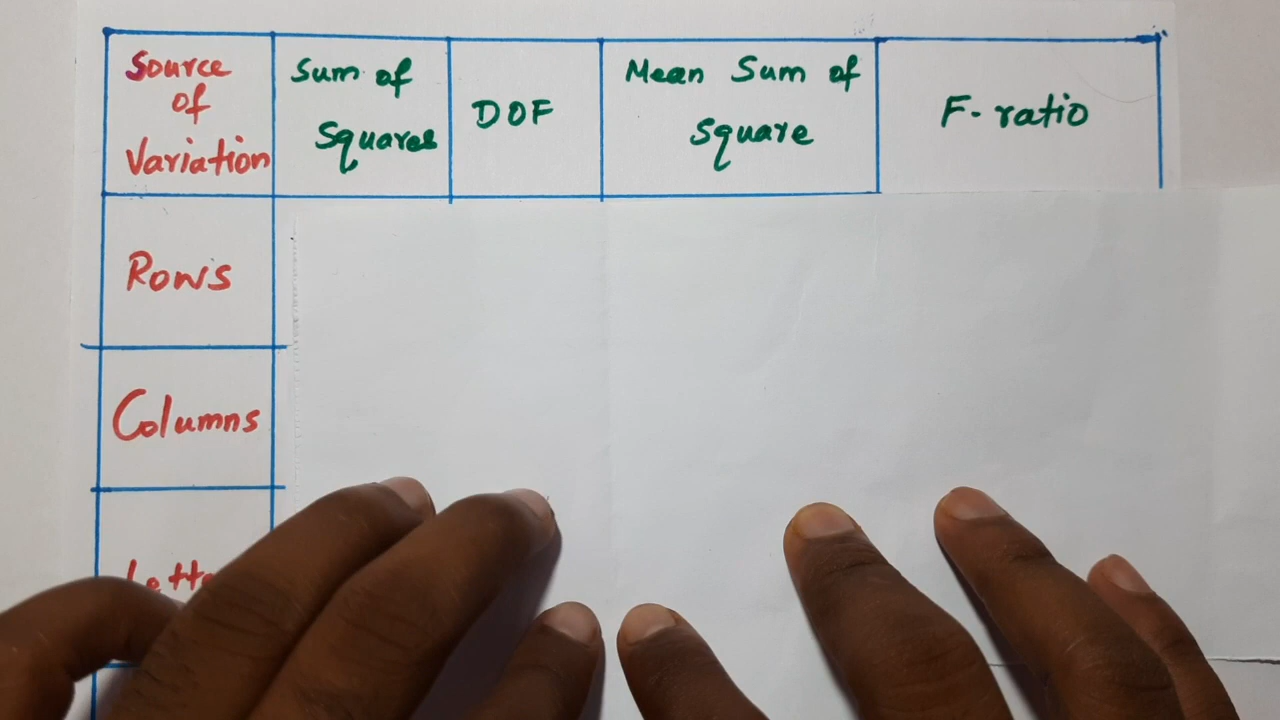 Source
of
Variation
Sum of
Squares
DOF
Mean Sum of
Square
F-ratio
Rows
Columns